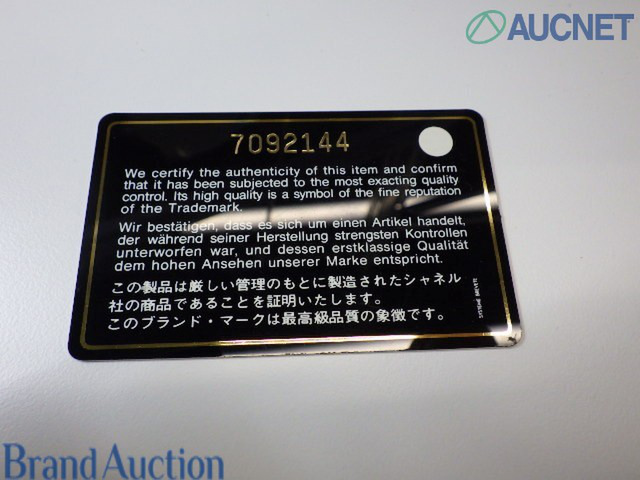 AUCNET
7092144
We certify the authenticity of this item and confirm
that it has been subjected to the most exacting quality
control. Its high quality is a symbol of the fine reputation
of the Trademark.
Wir bestätigen, dass es sich um einen Artikel handelt,
der während seiner Herstellung strengsten Kontrollen
unterworfen war, und dessen erstklassige Qualität
dem hohen Ansehen unserer Marke entspricht.
この製品は厳しい管理のもとに製造されたシャネル
社の商品であることを証明いたします。
このブランド・マークは最高級品質の象徴です。
SYSTEME BREVETE
Brand Auction